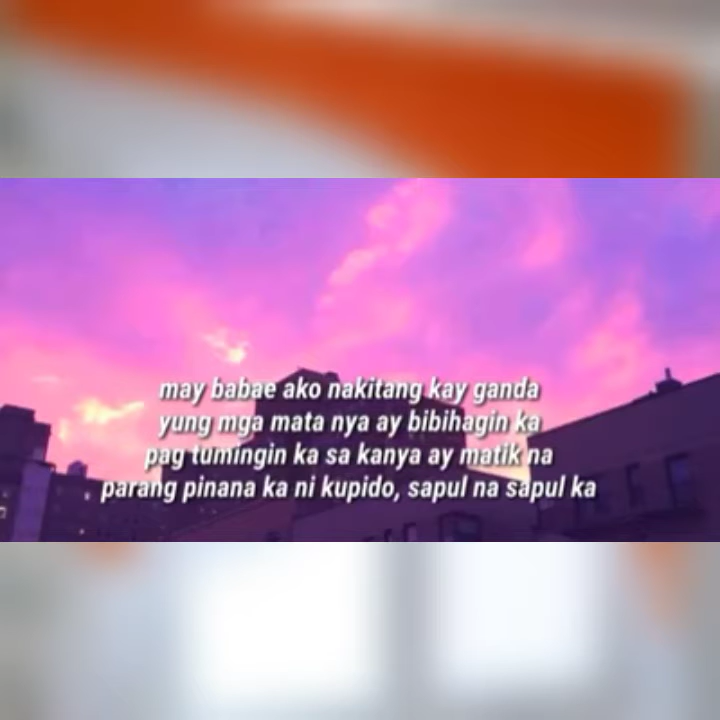 may babae ako nakitang kay ganda
yung mga mata nya ay bibihagin ka
pag tumingin ka sa kanya ay matik na
parang pinana ka ni kupido, sapul na sapul ka